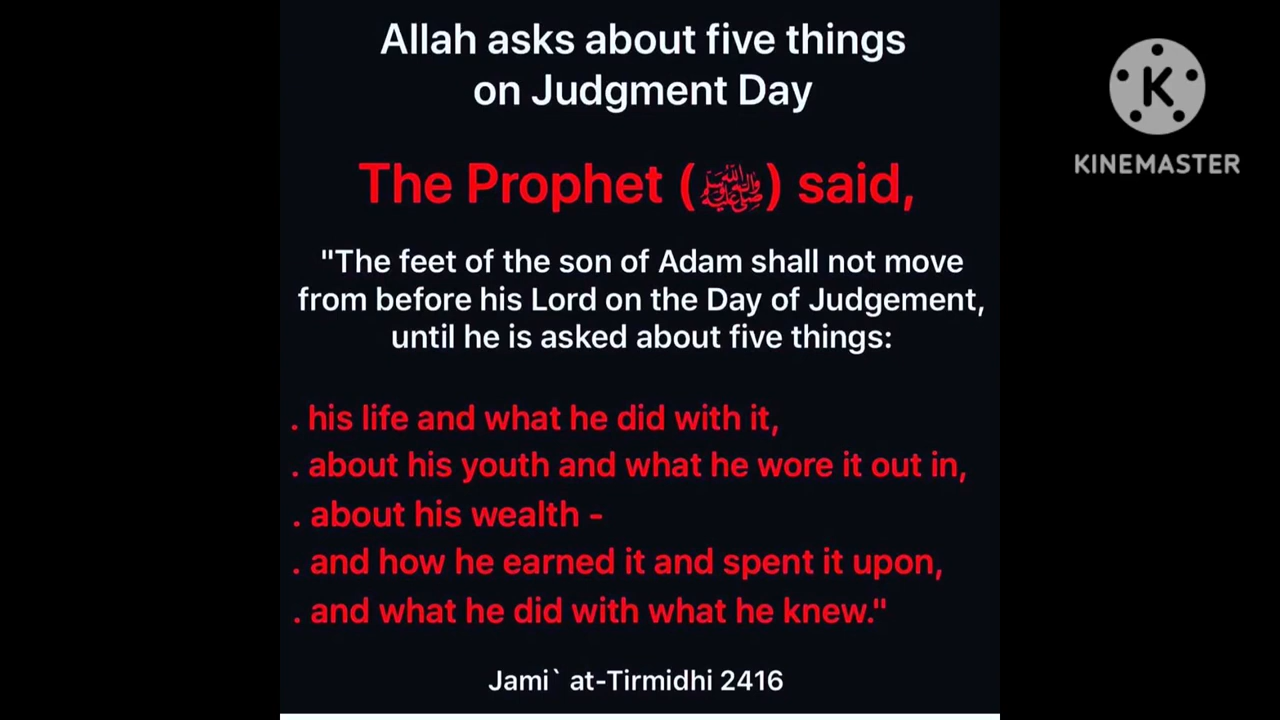 Allah asks about five things
on Judgment Day
The Prophet (ﷺ) said,
"The feet of the son of Adam shall not move
from before his Lord on the Day of Judgement,
until he is asked about five things:
. his life and what he did with it,
. about his youth and what he wore it out in,
. about his wealth -
. and how he earned it and spent it upon,
. and what he did with what he knew."
Jami` at-Tirmidhi 2416
K
KINEMASTER